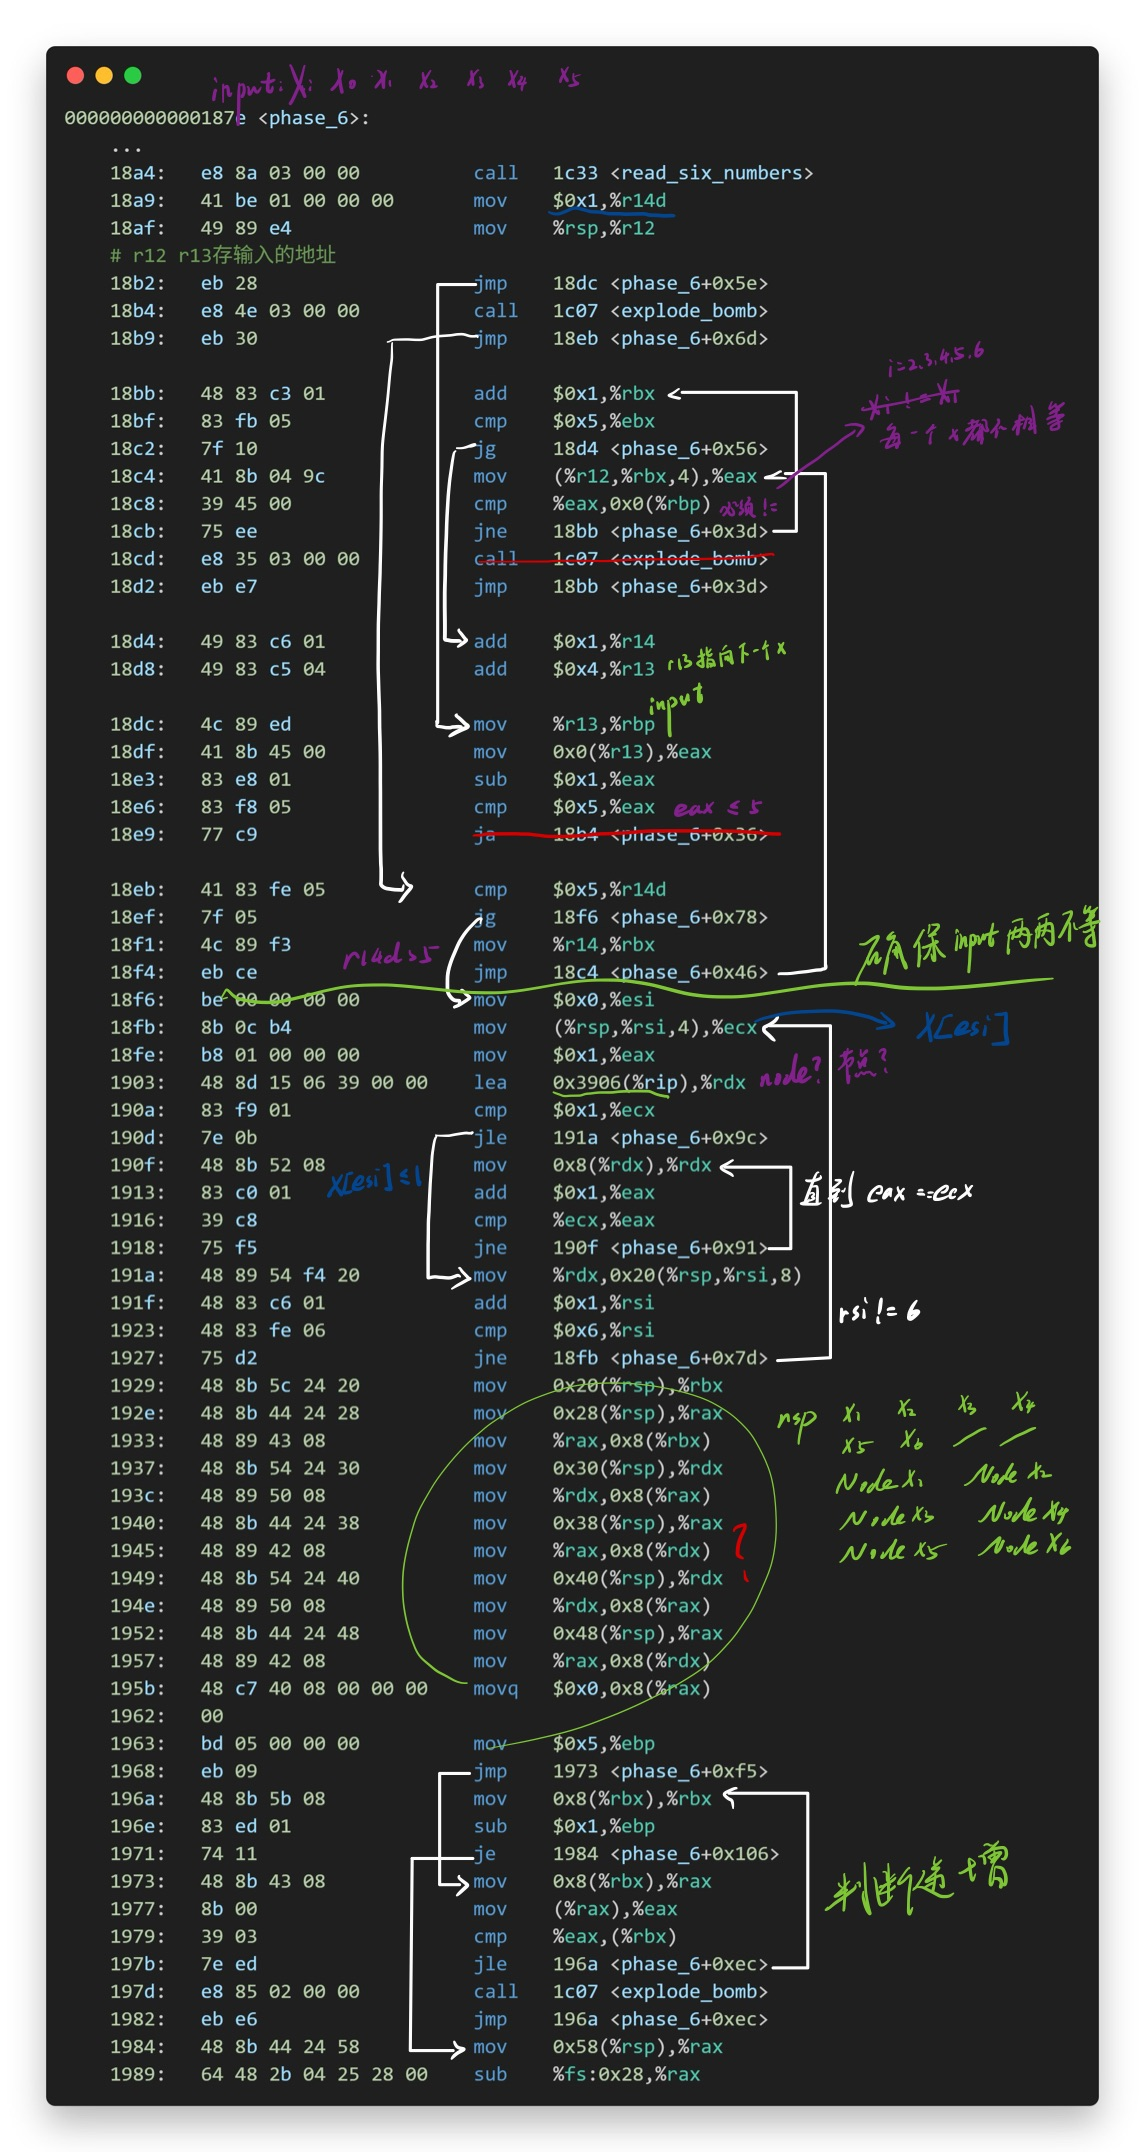 input: Xi X0 X1 X2 X3 X4 X5
000000000000187e <phase_6>:
...
18a4: e8 8a 03 00 00 call 1c33 <read_six_numbers>
18a9: 41 be 01 00 00 00 mov $0x1,%r14d
18af: 49 89 e4 mov %rsp,%r12
# r12 r13存输入的地址
18b2: eb 28 jmp 18dc <phase_6+0x5e>
18b4: e8 4e 03 00 00 call 1c07 <explode_bomb>
18b9: eb 30 jmp 18eb <phase_6+0x6d>
i=2.3.4.5.6
18bb: 48 83 c3 01 add $0x1,%rbx
Xi != X1
18bf: 83 fb 05 cmp $0x5,%ebx
每一个x都不相等
18c2: 7f 10 jg 18d4 <phase_6+0x56>
18c4: 41 8b 04 9c mov (%r12,%rbx,4),%eax
18c8: 39 45 00 cmp %eax,0x0(%rbp) 必须!=
18cb: 75 ee jne 18bb <phase_6+0x3d>
18cd: e8 35 03 00 00 call 1c07 <explode_bomb>
18d2: eb e7 jmp 18bb <phase_6+0x3d>
18d4: 49 83 c6 01 add $0x1,%r14
18d8: 49 83 c5 04 add $0x4,%r13 r13指向下一个x
input
18dc: 4c 89 ed mov %r13,%rbp
18df: 41 8b 45 00 mov 0x0(%r13),%eax
18e3: 83 e8 01 sub $0x1,%eax
18e6: 83 f8 05 cmp $0x5,%eax eax ≤ 5
18e9: 77 c9 ja 18b4 <phase_6+0x36>
18eb: 41 83 fe 05 cmp $0x5,%r14d
18ef: 7f 05 jg 18f6 <phase_6+0x78>
18f1: 4c 89 f3 mov %r14,%rbx
r14d>5
确保input两两不等
18f4: eb ce jmp 18c4 <phase_6+0x46>
18f6: be 00 00 00 00 mov $0x0,%esi
18fb: 8b 0c b4 mov (%rsp,%rsi,4),%ecx X[esi]
18fe: b8 01 00 00 00 mov $0x1,%eax
1903: 48 8d 15 06 39 00 00 lea 0x3906(%rip),%rdx node? 节点?
190a: 83 f9 01 cmp $0x1,%ecx
190d: 7e 0b jle 191a <phase_6+0x9c>
190f: 48 8b 52 08 mov 0x8(%rdx),%rdx
X[esi]≤1
1913: 83 c0 01 add $0x1,%eax 直到 eax ==ecx
1916: 39 c8 cmp %ecx,%eax
1918: 75 f5 jne 190f <phase_6+0x91>
191a: 48 89 54 f4 20 mov %rdx,0x20(%rsp,%rsi,8)
191f: 48 83 c6 01 add $0x1,%rsi rsi != 6
1923: 48 83 fe 06 cmp $0x6,%rsi
1927: 75 d2 jne 18fb <phase_6+0x7d>
1929: 48 8b 5c 24 20 mov 0x20(%rsp),%rbx
192e: 48 8b 44 24 28 mov 0x28(%rsp),%rax rsp X1 X2 X3 X4
1933: 48 89 43 08 mov %rax,0x8(%rbx) X5 X6
1937: 48 8b 54 24 30 mov 0x30(%rsp),%rdx Node X1 Node X2
193c: 48 89 50 08 mov %rdx,0x8(%rax)
1940: 48 8b 44 24 38 mov 0x38(%rsp),%rax ? Node X3 Node X4
1945: 48 89 42 08 mov %rax,0x8(%rdx) Node X5 Node X6
1949: 48 8b 54 24 40 mov 0x40(%rsp),%rdx
194e: 48 89 50 08 mov %rdx,0x8(%rax)
1952: 48 8b 44 24 48 mov 0x48(%rsp),%rax
1957: 48 89 42 08 mov %rax,0x8(%rdx)
195b: 48 c7 40 08 00 00 00 movq $0x0,0x8(%rax)
1962: 00
1963: bd 05 00 00 00 mov $0x5,%ebp
1968: eb 09 jmp 1973 <phase_6+0xf5>
196a: 48 8b 5b 08 mov 0x8(%rbx),%rbx
196e: 83 ed 01 sub $0x1,%ebp
1971: 74 11 je 1984 <phase_6+0x106>
1973: 48 8b 43 08 mov 0x8(%rbx),%rax 判断递增
1977: 8b 00 mov (%rax),%eax
1979: 39 03 cmp %eax,(%rbx)
197b: 7e ed jle 196a <phase_6+0xec>
197d: e8 85 02 00 00 call 1c07 <explode_bomb>
1982: eb e6 jmp 196a <phase_6+0xec>
1984: 48 8b 44 24 58 mov 0x58(%rsp),%rax
1989: 64 48 2b 04 25 28 00 sub %fs:0x28,%rax